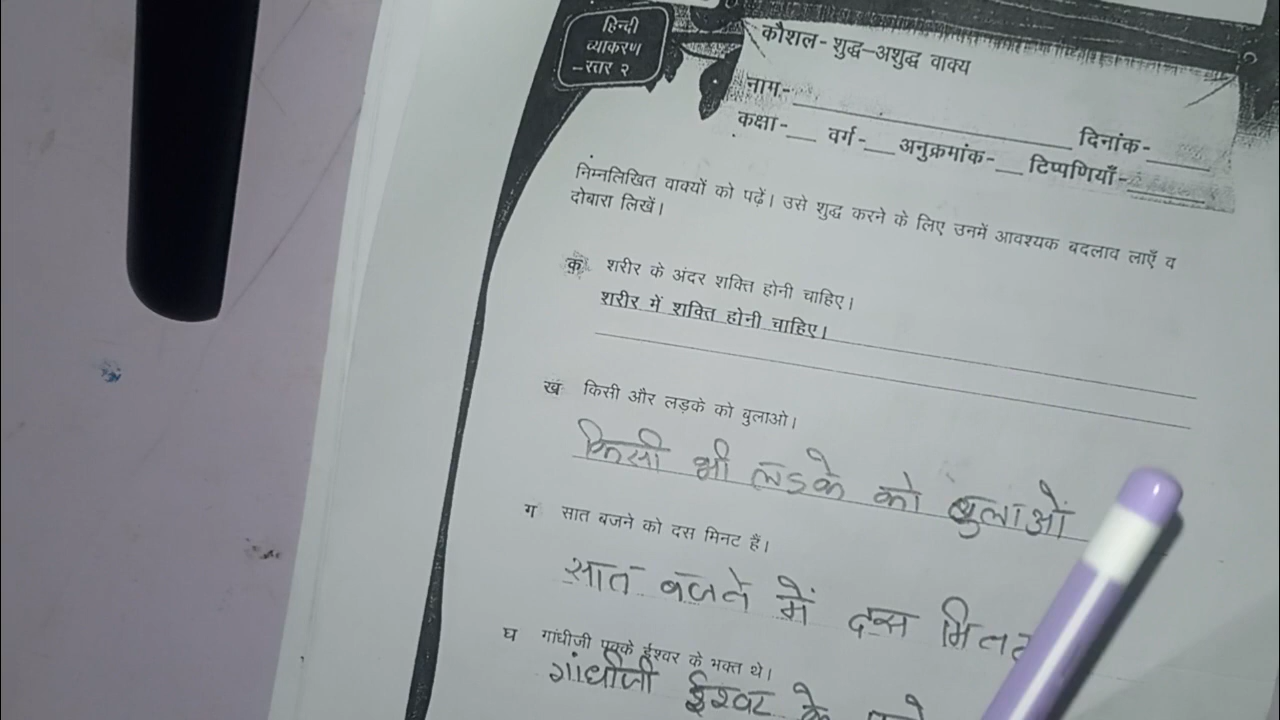 हिन्दी
व्याकरण
-स्तर २
कौशल- शुद्ध-अशुद्ध वाक्य
नाम- दिनांक-
कक्षा- वर्ग- अनुक्रमांक- टिप्पणियाँ-
निम्नलिखित वाक्यों को पढ़ें। उसे शुद्ध करने के लिए उनमें आवश्यक बदलाव लाएँ व
दोबारा लिखें।
क शरीर के अंदर शक्ति होनी चाहिए।
शरीर में शक्ति होनी चाहिए।
ख किसी और लड़के को बुलाओ।
किसी भी लडके को बुलाओं
ग सात बजने को दस मिनट हैं।
सात बजने में दस
घ गांधीजी पक्के ईश्वर के भक्त थे।
गांधीजी ईश्वर के